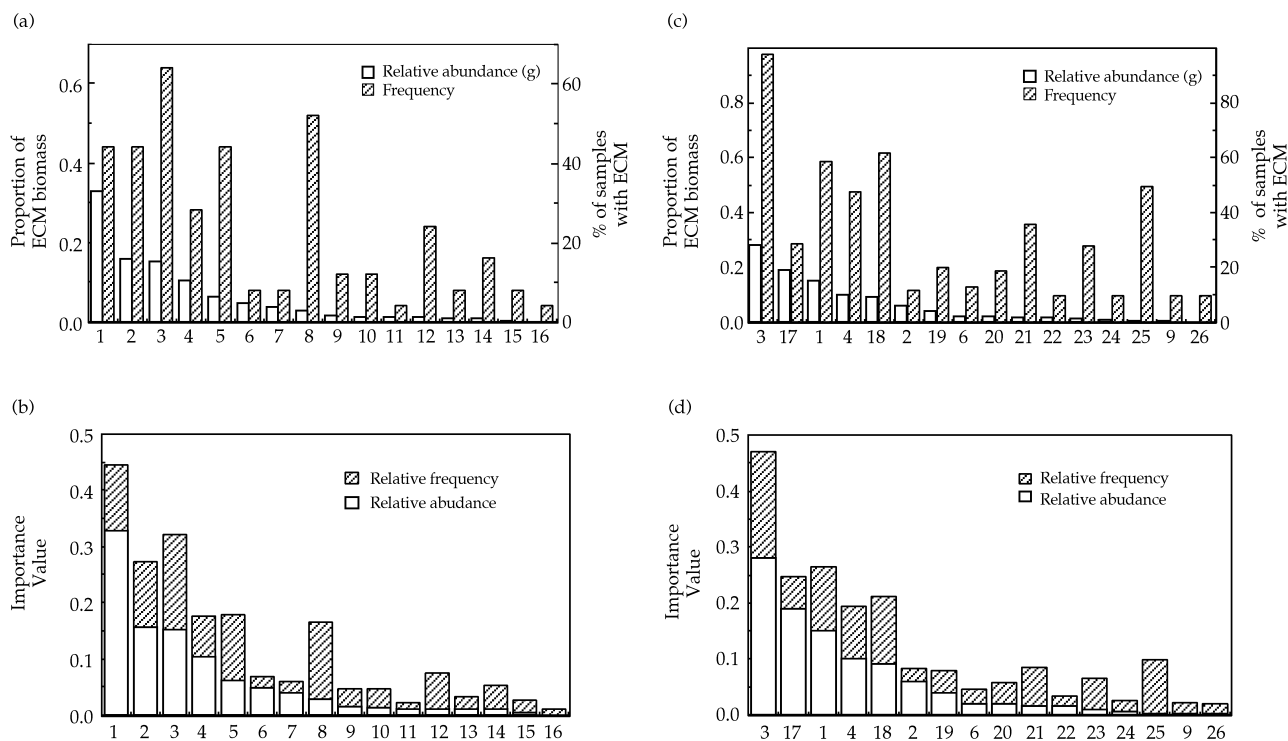 (a)
Proportion of
ECM biomass
0.6
0.4
0.2
0.0
Relative abundance (g)
Frequency
60
40
20
0
% of samples
with ECM
1 2 3 4 5 6 7 8 9 10 11 12 13 14 15 16
(c)
Proportion of
ECM biomass
0.8
0.6
0.4
0.2
0.0
Relative abundance (g)
Frequency
80
60
40
20
0
% of samples
with ECM
3 17 1 4 18 2 19 6 20 21 22 23 24 25 9 26
(b)
Importance
Value
0.5
0.4
0.3
0.2
0.1
0.0
Relative frequency
Relative abudance
1 2 3 4 5 6 7 8 9 10 11 12 13 14 15 16
(d)
Importance
Value
0.5
0.4
0.3
0.2
0.1
0.0
Relative frequency
Relative abudance
3 17 1 4 18 2 19 6 20 21 22 23 24 25 9 26